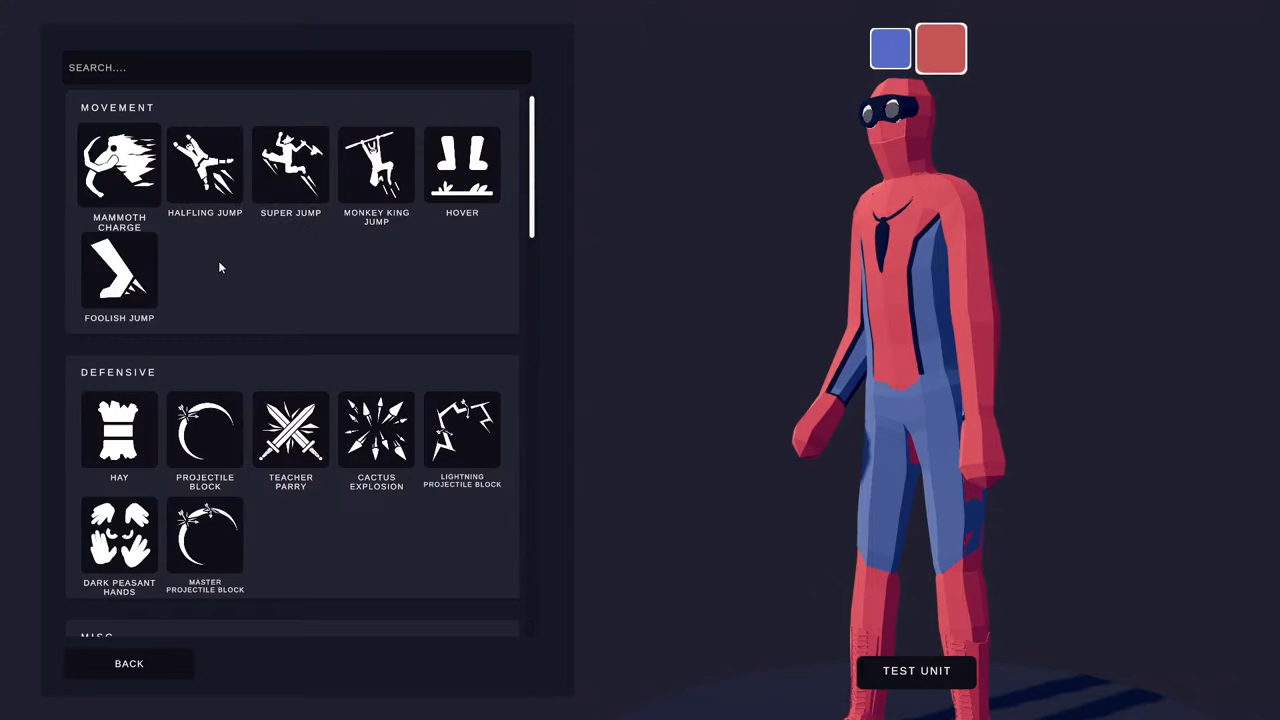 SEARCH....
MOVEMENT
MAMMOTH
CHARGE
HALFLING JUMP
SUPER JUMP
MONKEY KING
JUMP
HOVER
FOOLISH JUMP
DEFENSIVE
HAY
PROJECTILE
BLOCK
TEACHER
PARRY
CACTUS
EXPLOSION
LIGHTNING
PROJECTILE BLOCK
DARK PEASANT
HANDS
MASTER
PROJECTILE BLOCK
MISC
BACK
TEST UNIT